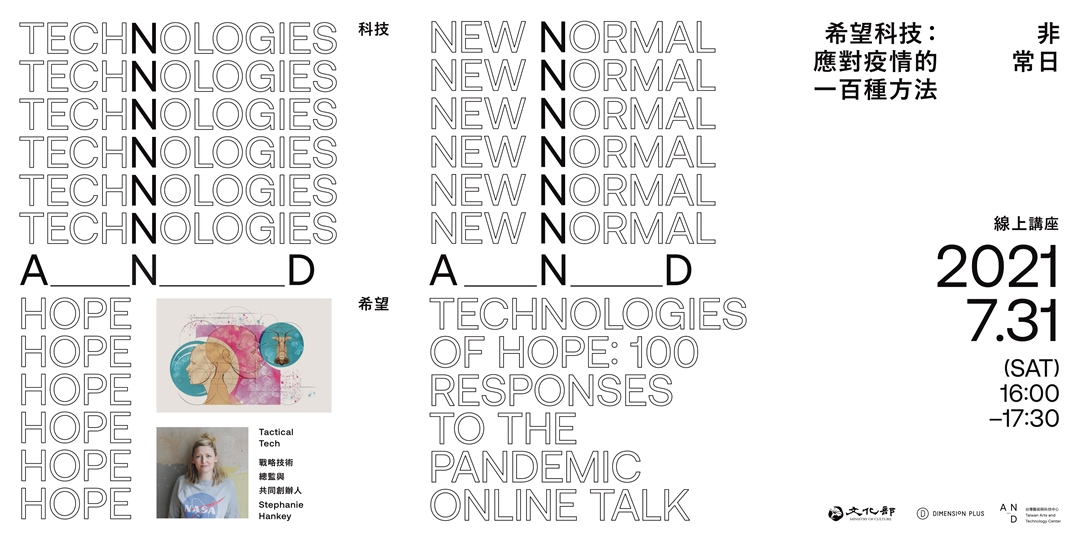 TECHNOLOGIES
TECHNOLOGIES
TECHNOLOGIES
TECHNOLOGIES
TECHNOLOGIES
TECHNOLOGIES
科技
A_____N_______D
HOPE
HOPE
HOPE
HOPE
HOPE
HOPE
希望
NASA
Tactical
Tech
戰略技術
總監與
共同創辦人
Stephanie
Hankey
NEW NORMAL
NEW NORMAL
NEW NORMAL
NEW NORMAL
NEW NORMAL
NEW NORMAL
A_____N_____D
TECHNOLOGIES
OF HOPE: 100
RESPONSES
TO THE
PANDEMIC
ONLINE TALK
希望科技：
應對疫情的
一百種方法
非
常日
線上講座
2021
7.31
(SAT)
16:00
–17:30
文化部
MINISTRY OF CULTURE
D DIMENSION PLUS
A_N
D
台灣藝術與科技中心
Taiwan Arts and
Technology Center